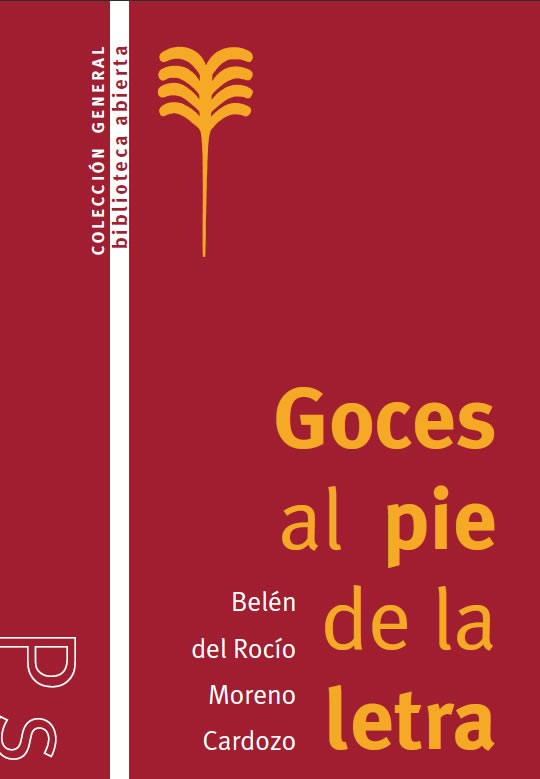 COLECCIÓN GENERAL
biblioteca abierta
Goces
al pie
de la
letra
Belén
del Rocío
Moreno
Cardozo
PS